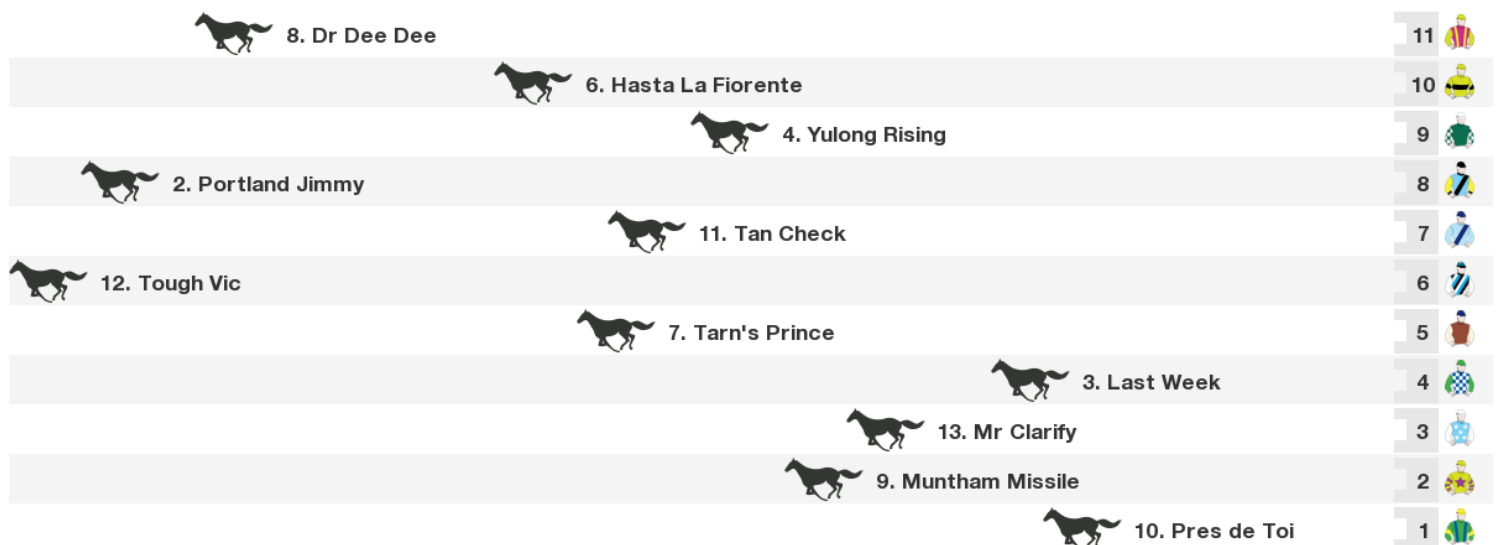 8. Dr Dee Dee 11
6. Hasta La Fiorente 10
4. Yulong Rising 9
2. Portland Jimmy 8
11. Tan Check 7
12. Tough Vic 6
7. Tarn's Prince 5
3. Last Week 4
13. Mr Clarify 3
9. Muntham Missile 2
10. Pres de Toi 1